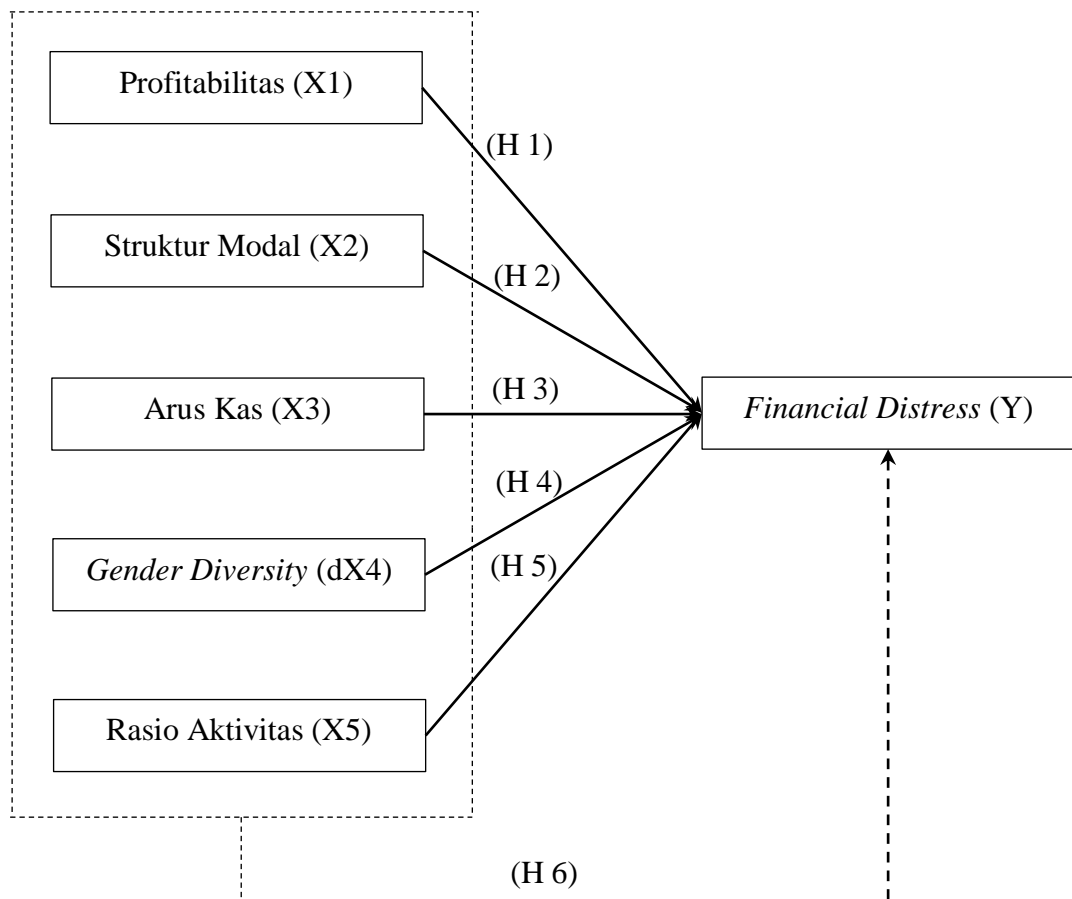 Profitabilitas (X1)
(H 1)
Struktur Modal (X2)
(H 2)
Arus Kas (X3)
(H 3)
Financial Distress (Y)
(H 4)
Gender Diversity (dX4)
(H 5)
Rasio Aktivitas (X5)
(H 6)